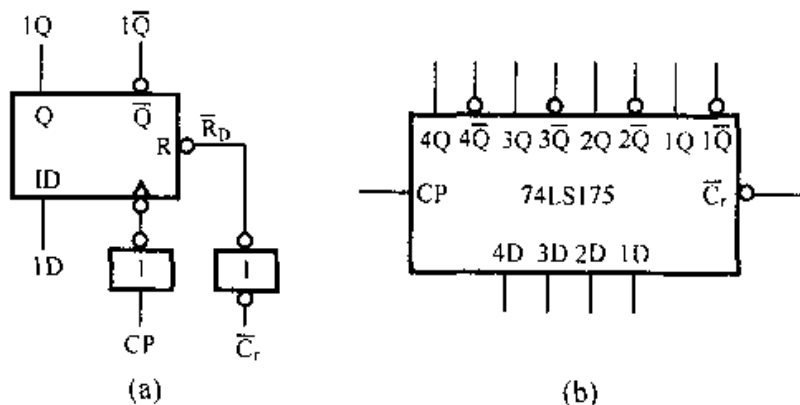 1Q 1Q̅
Q Q̅
R R̅D
1D
1D
1 1
CP C̅r
(a)
4Q 4Q̅ 3Q 3Q̅ 2Q 2Q̅ 1Q 1Q̅
CP 74LS175 C̅r
4D 3D 2D 1D
(b)